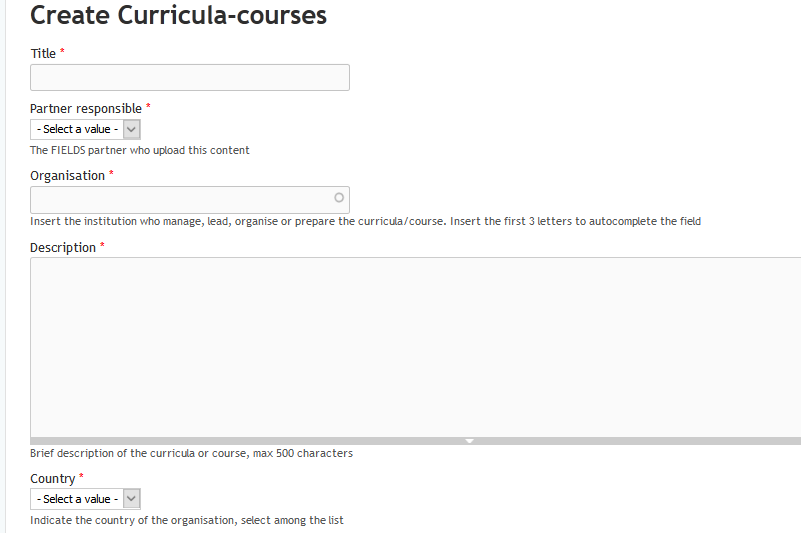 Create Curricula-courses
Title *
Partner responsible *
- Select a value -
The FIELDS partner who upload this content
Organisation *
Insert the institution who manage, lead, organise or prepare the curricula/course. Insert the first 3 letters to autocomplete the field
Description *
Brief description of the curricula or course, max 500 characters
Country *
- Select a value -
Indicate the country of the organisation, select among the list